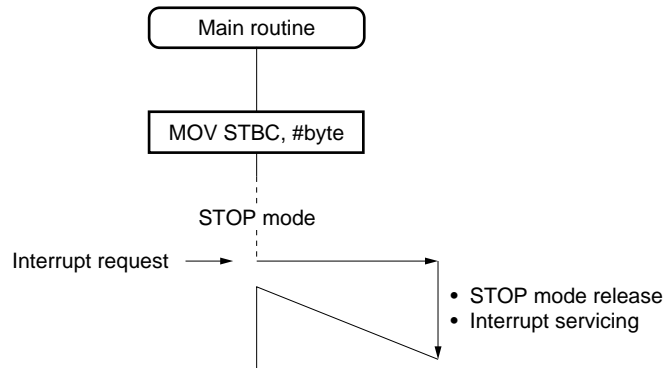 Main routine
MOV STBC, #byte
STOP mode
Interrupt request
• STOP mode release
• Interrupt servicing